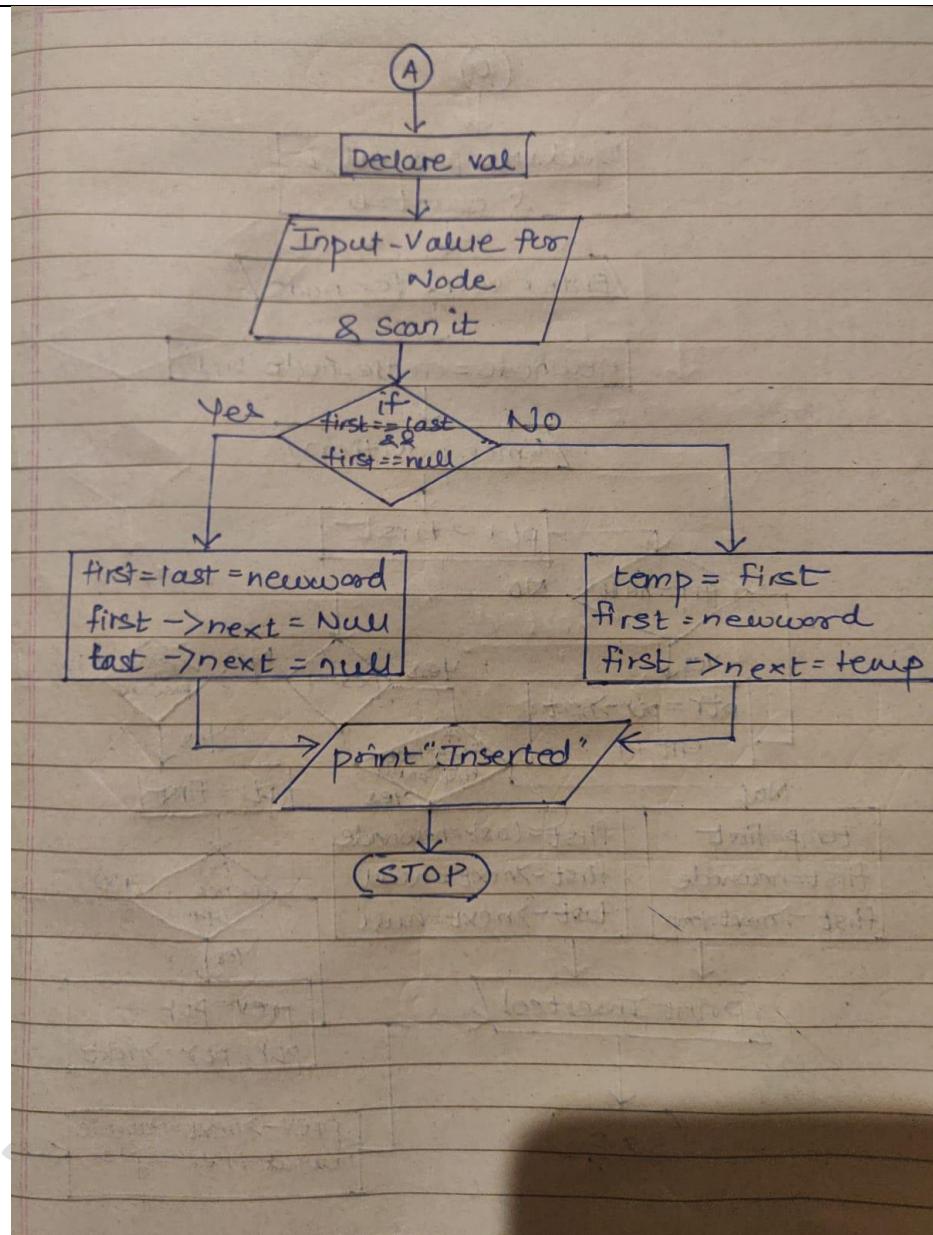 A
Declare val
Input-Value for
Node
& scan it
if
first==last
&&
first==null
Yes
No
first=last=newword
first->next=Null
last->next=null
temp=first
first=newword
first->next=temp
print"Inserted"
STOP